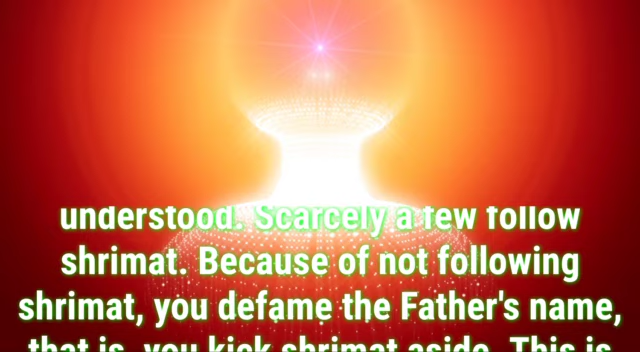 understood. Scarcely a few follow
shrimat. Because of not following
shrimat, you defame the Father's name,
that is, you kick shrimat aside. This is